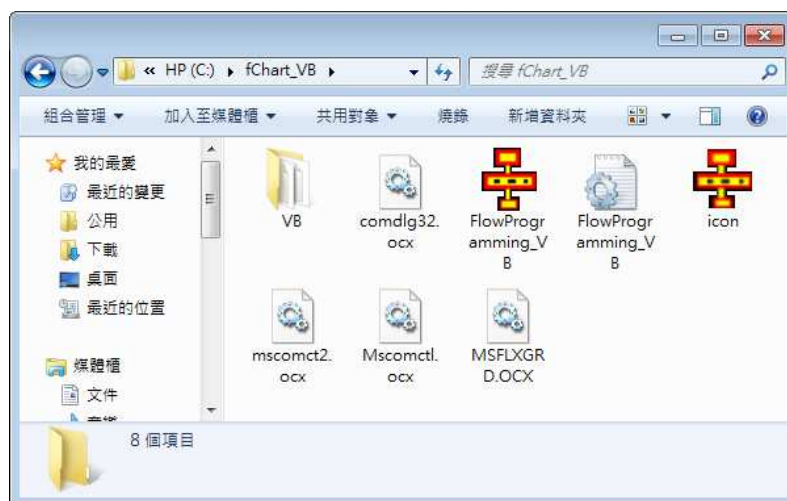 « HP (C:) ▸ fChart_VB ▸
搜尋 fChart_VB
組合管理 ▼ 加入至媒體櫃 ▼ 共用對象 ▼ 燒錄 新增資料夾
我的最愛
最近的變更
公用
下載
桌面
最近的位置
媒體櫃
文件
VB
comdlg32.
ocx
FlowProgr
amming_V
B
FlowProgr
amming_V
B
icon
mscomct2.
ocx
Mscomctl.
ocx
MSFLXGR
D.OCX
8 個項目